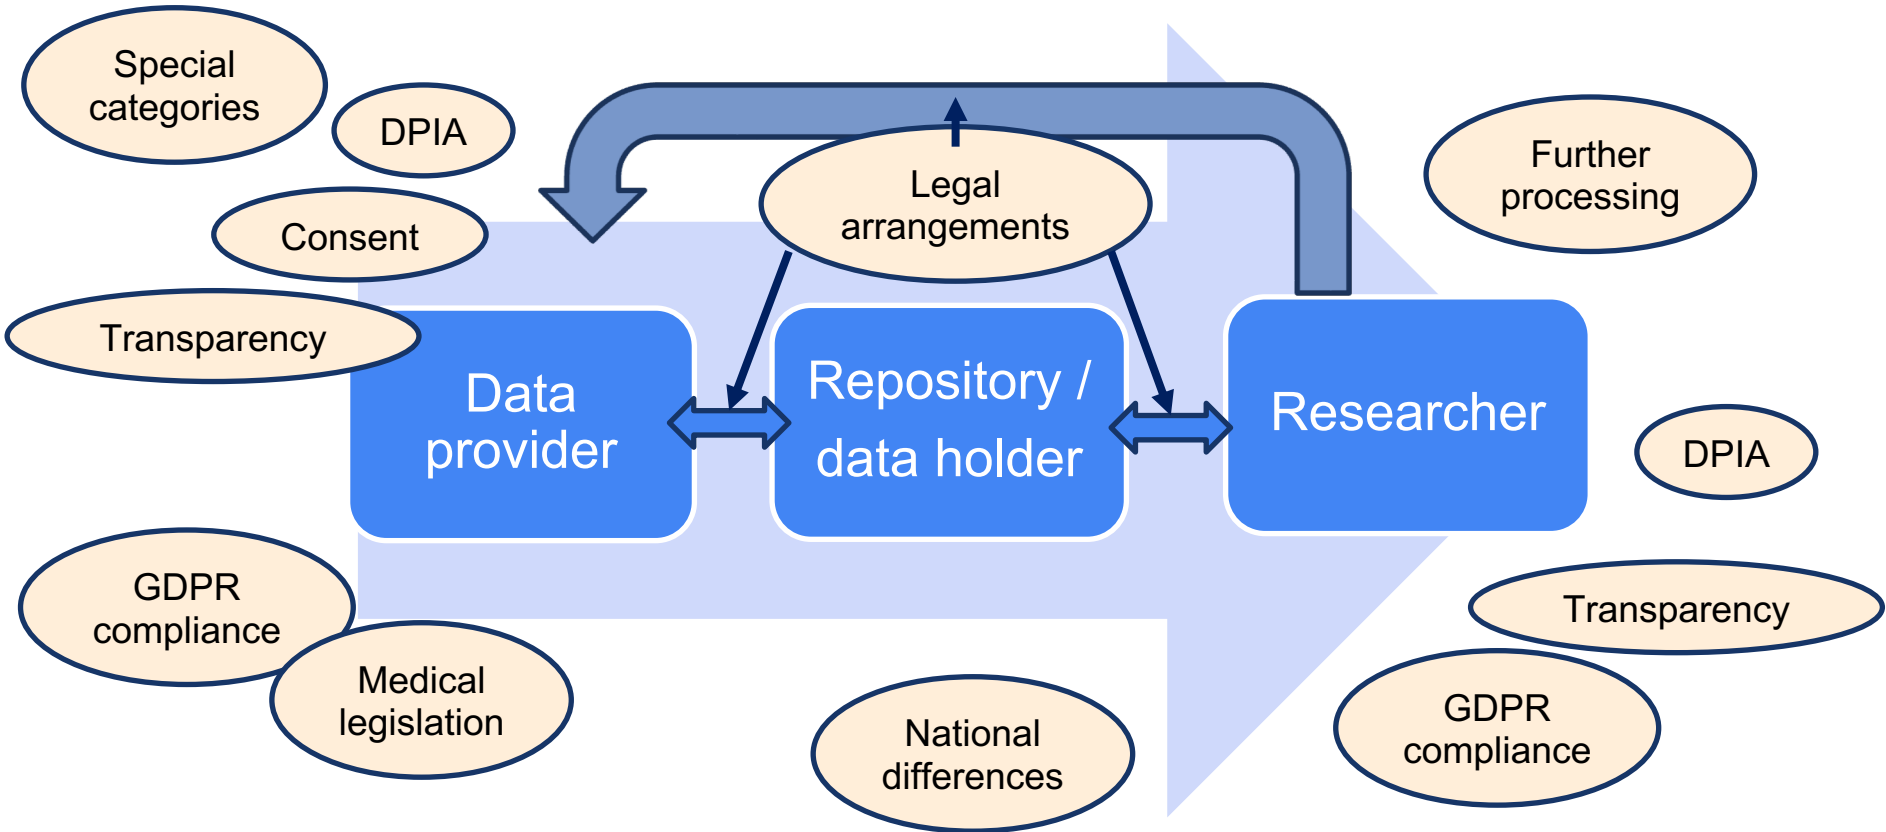 Special
categories
DPIA
Consent
Transparency
Legal
arrangements
Further
processing
Data
provider
Repository /
data holder
Researcher
DPIA
GDPR
compliance
Medical
legislation
National
differences
Transparency
GDPR
compliance